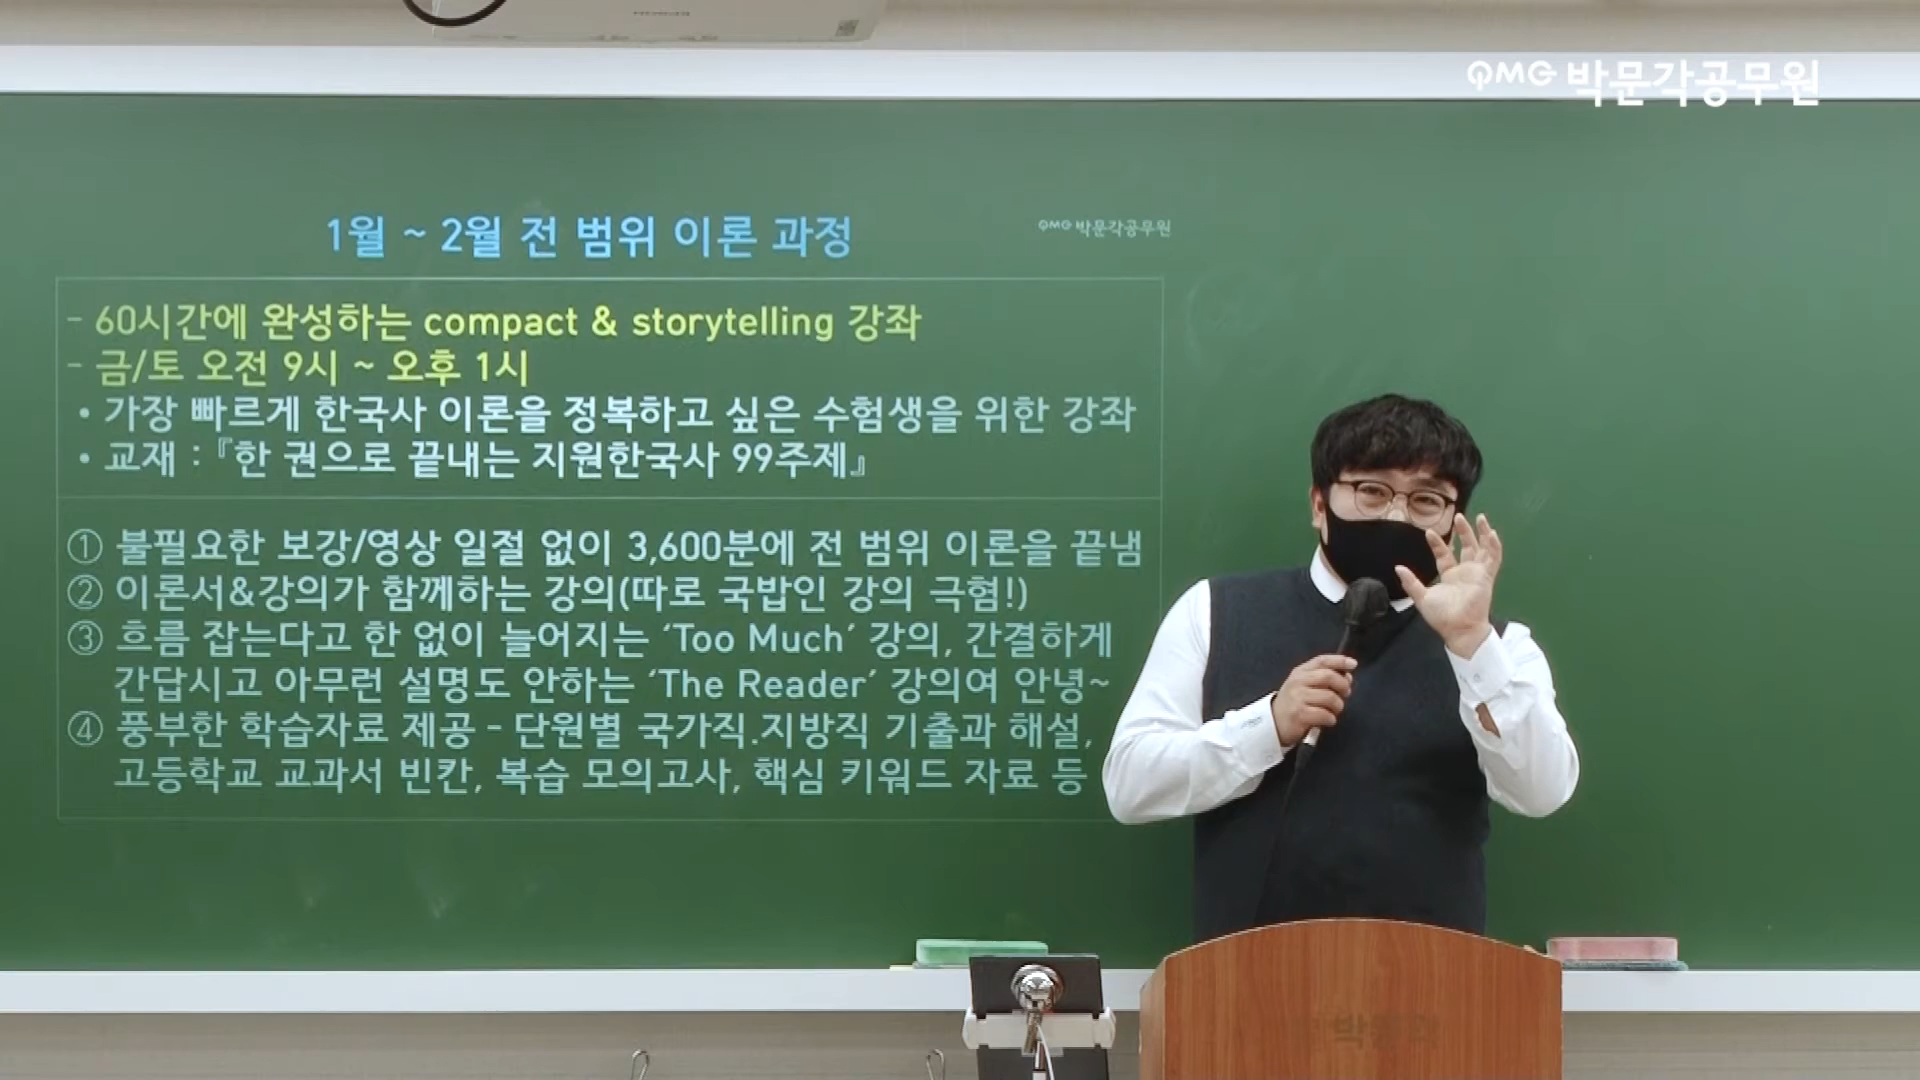 PMG 박문각공무원
1월 ~ 2월 전 범위 이론 과정
PMG 박문각공무원
- 60시간에 완성하는 compact & storytelling 강좌
- 금/토 오전 9시 ~ 오후 1시
• 가장 빠르게 한국사 이론을 정복하고 싶은 수험생을 위한 강좌
• 교재 : 『한 권으로 끝내는 지원한국사 99주제』
① 불필요한 보강/영상 일절 없이 3,600분에 전 범위 이론을 끝냄
② 이론서&강의가 함께하는 강의(따로 국밥인 강의 극혐!)
③ 흐름 잡는다고 한 없이 늘어지는 ‘Too Much’ 강의, 간결하게
간답시고 아무런 설명도 안하는 ‘The Reader’ 강의여 안녕~
④ 풍부한 학습자료 제공 - 단원별 국가직.지방직 기출과 해설,
고등학교 교과서 빈칸, 복습 모의고사, 핵심 키워드 자료 등
박문각